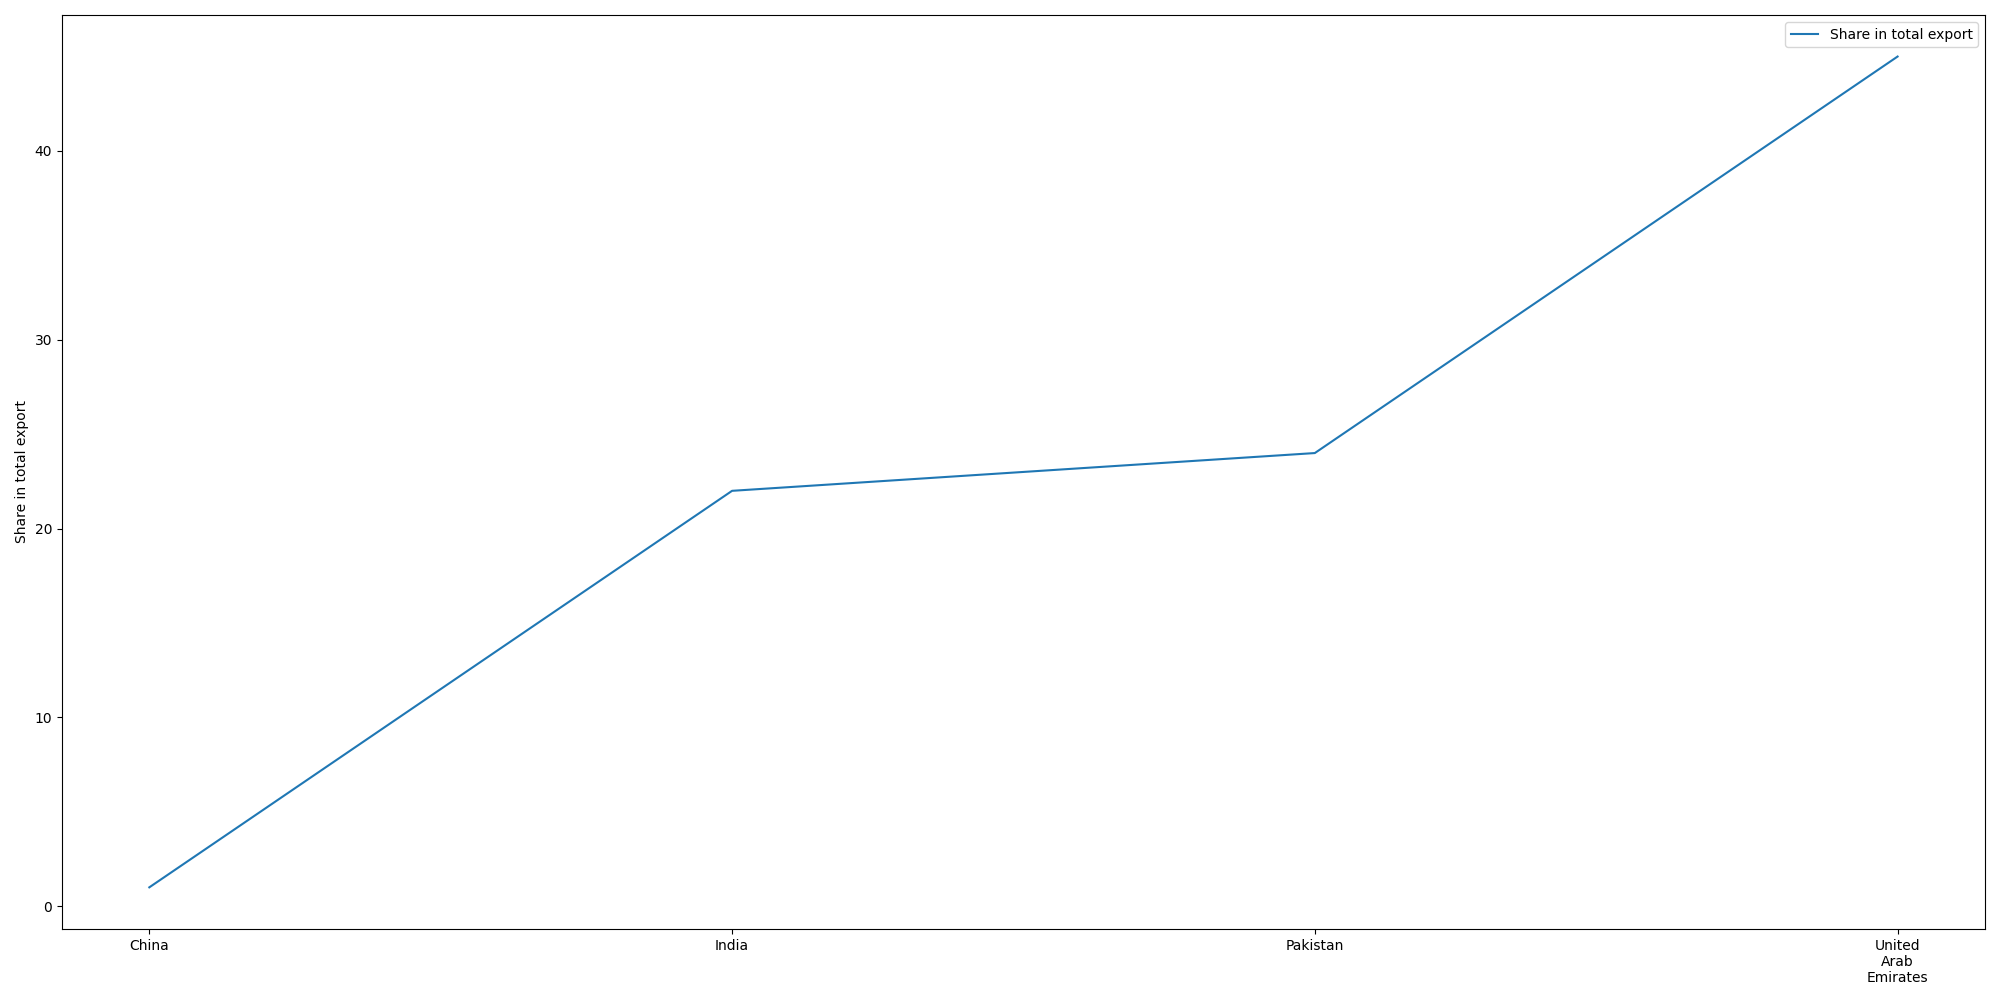 Share in total export
Share in total export
40
30
20
10
0
China
India
Pakistan
United
Arab
Emirates